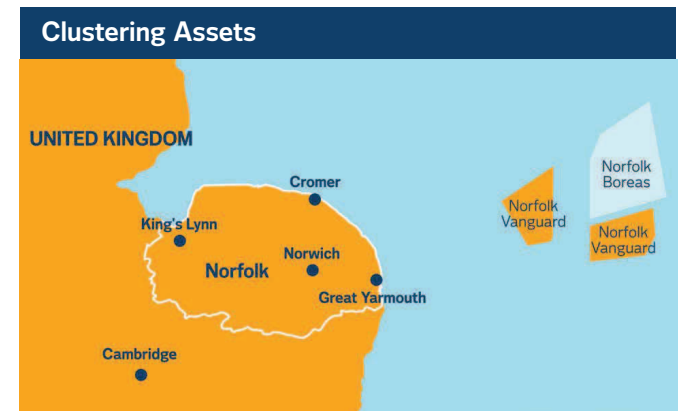 Clustering Assets
UNITED KINGDOM
Cromer
King's Lynn
Norwich
Norfolk
Great Yarmouth
Cambridge
Norfolk
Vanguard
Norfolk
Boreas
Norfolk
Vanguard